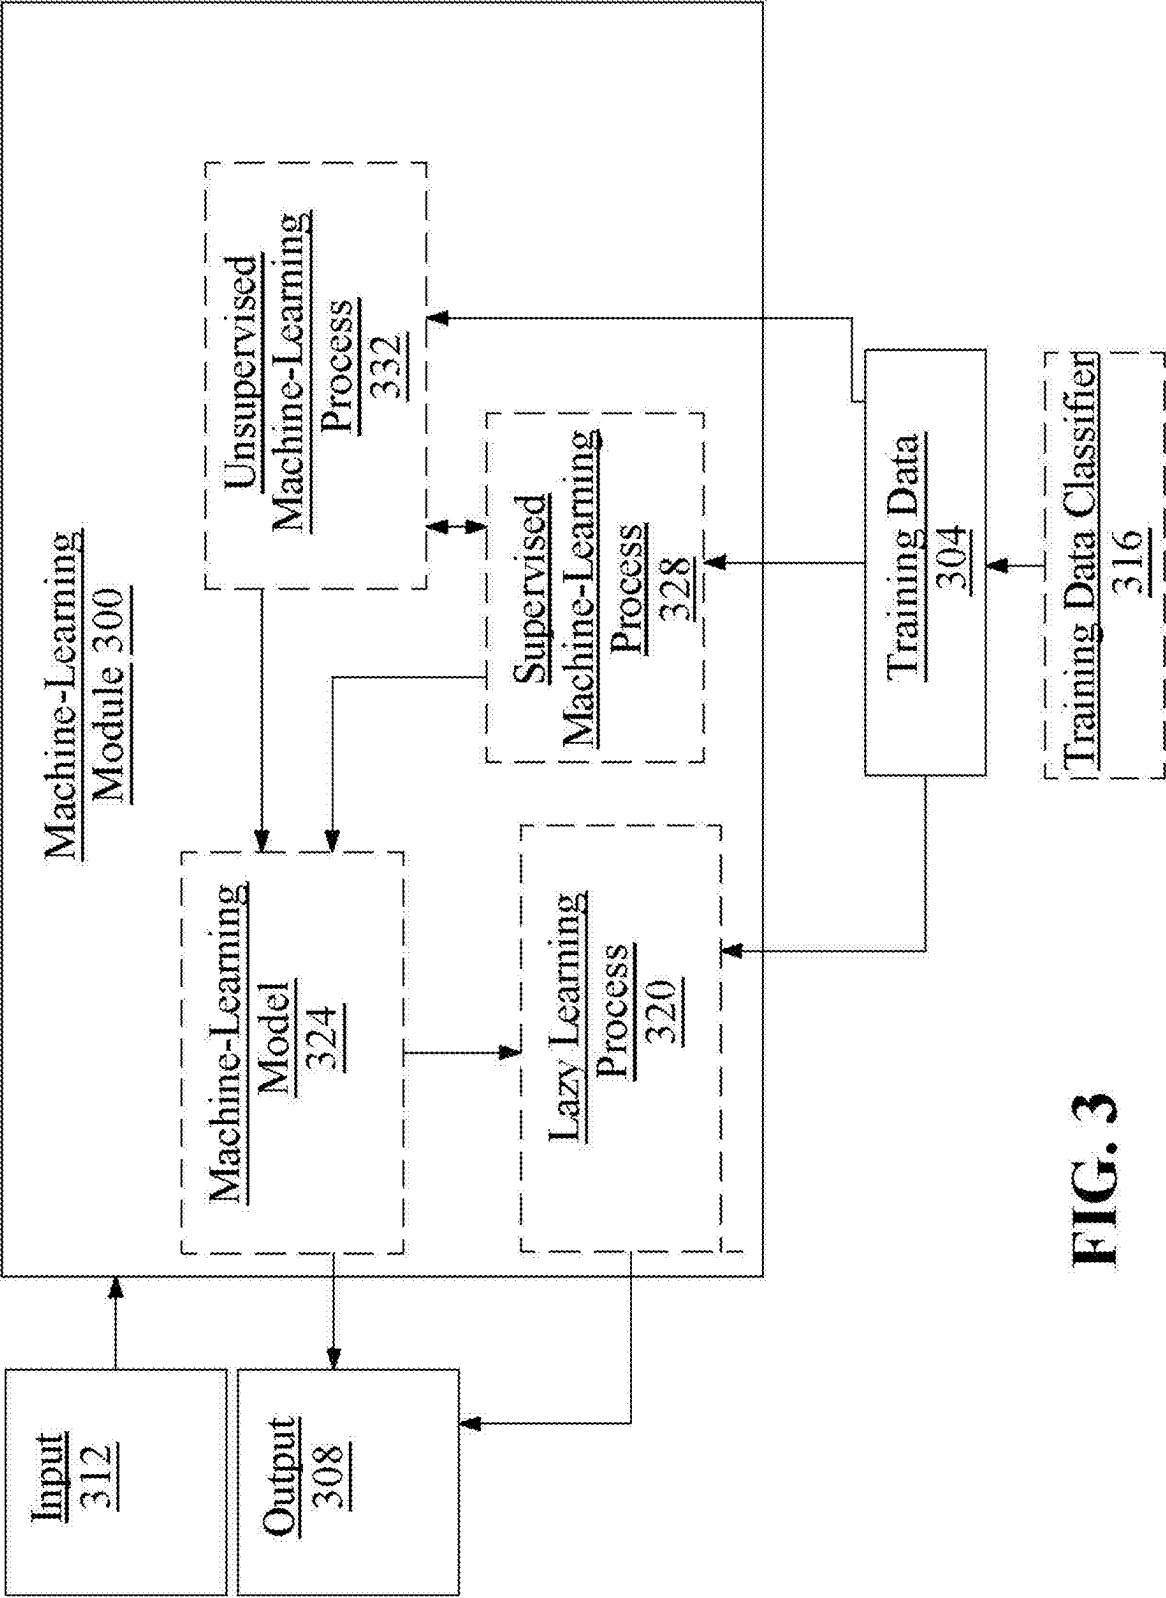 Machine-Learning
Module 300
Input
312
Output
308
Machine-Learning
Model
324
Unsupervised
Machine-Learning
Process
332
Lazy Learning
Process
320
Supervised
Machine-Learning
Process
328
Training Data
304
Training Data Classifier
316
FIG. 3